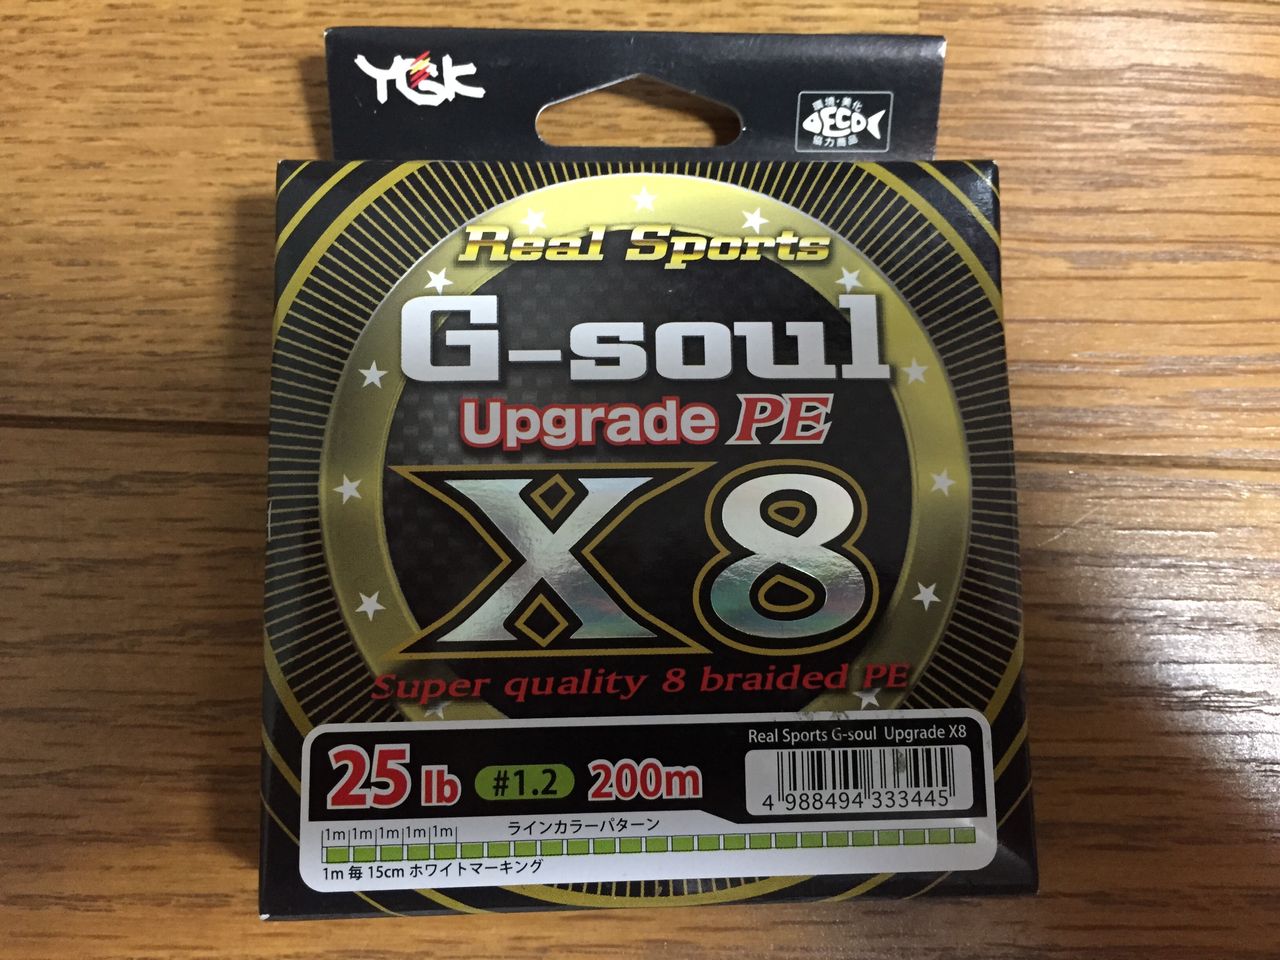 YGK
環境・美化
ECO
協力商品
Real Sports
G-soul
Upgrade PE
X8
Super quality 8 braided PE
Real Sports G-soul Upgrade X8
25 lb #1.2 200m
4 988494 333445
1m 1m 1m 1m 1m ラインカラーパターン
1m 毎 15cm ホワイトマーキング